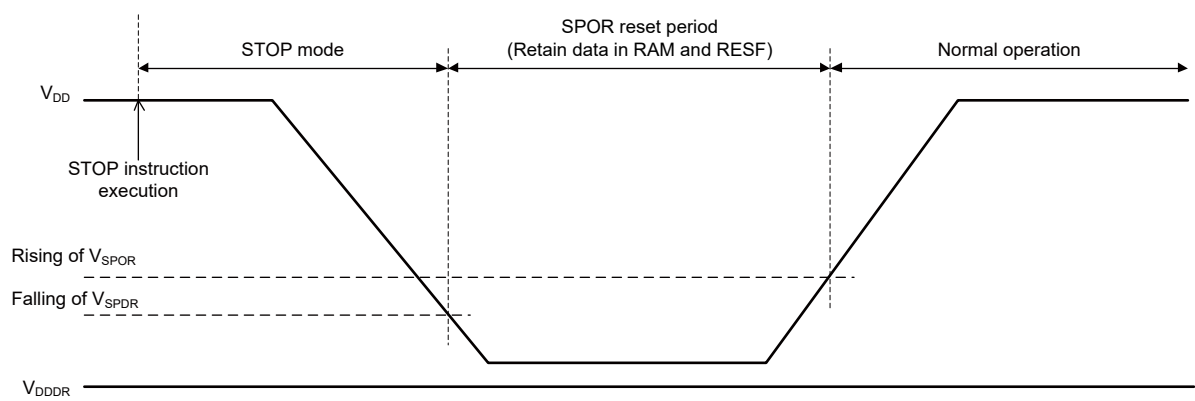 SPOR reset period
STOP mode
(Retain data in RAM and RESF)
Normal operation
VDD
STOP instruction
execution
Rising of VSPOR
Falling of VSPDR
VDDDR